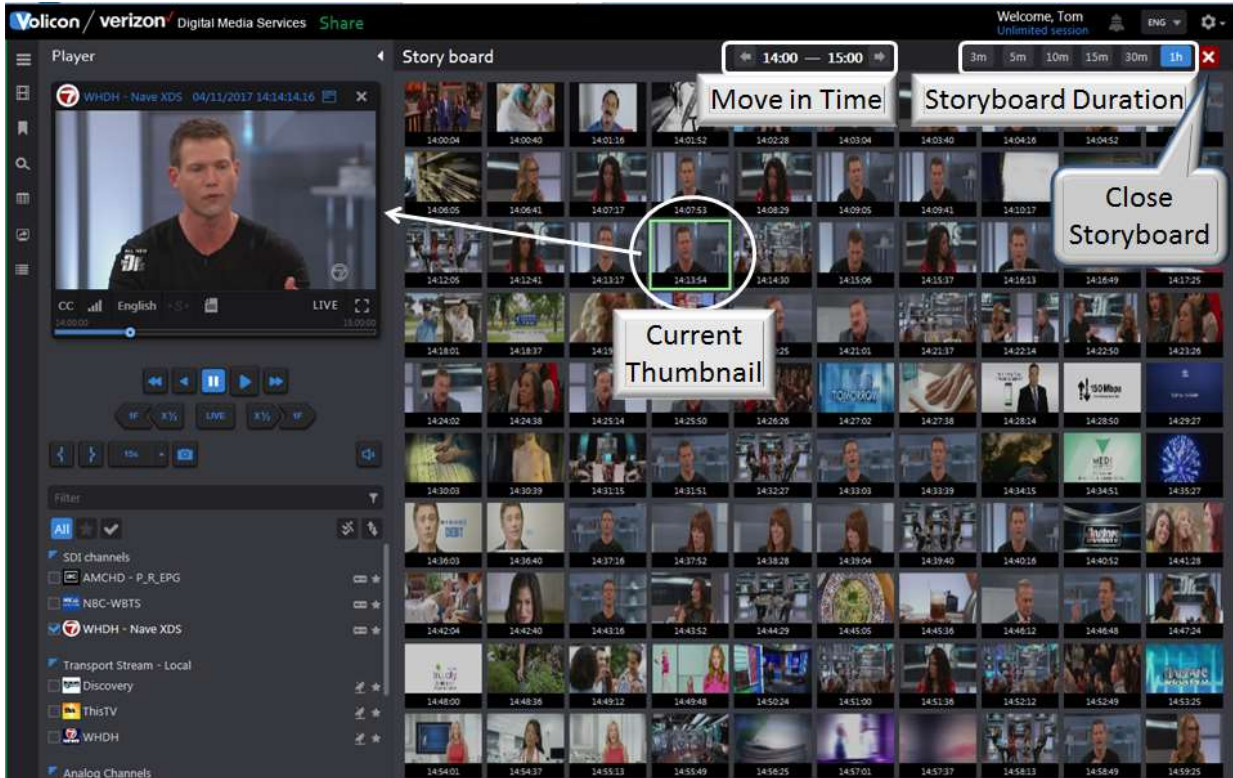 Volicon / verizon✓ Digital Media Services Share
Welcome, Tom
Unlimited session
ENG
Player
Story board
14:00 — 15:00
3m 5m 10m 15m 30m 1h
Move in Time
Storyboard Duration
Close
Storyboard
Current
Thumbnail
WHDH - Nave XDS 04/11/2017 14:14:14.16
CC English -S- LIVE
14:00:00 15:00:00
1F X½ LIVE X½ 1F
{ } 15s
Filter
All
SDI channels
AMCHD - P_R_EPG
NBC-WBTS
WHDH - Nave XDS
Transport Stream - Local
Discovery
ThisTV
WHDH
Analog Channels
14:00:04 14:00:40 14:01:16 14:01:52 14:02:28 14:03:04 14:03:40 14:04:16 14:04:52
14:06:05 14:06:41 14:07:17 14:07:53 14:08:29 14:09:05 14:09:41 14:10:17
14:12:05 14:12:41 14:13:17 14:13:54 14:14:30 14:15:06 14:15:37 14:16:13 14:16:49 14:17:25
14:18:01 14:18:37 14:21:01 14:21:37 14:22:14 14:22:50 14:23:26
TOMORROW
150 Mbps
14:24:02 14:24:38 14:25:14 14:25:50 14:26:26 14:27:02 14:27:38 14:28:14 14:28:50 14:29:27
14:30:03 14:30:39 14:31:15 14:31:51 14:32:27 14:33:03 14:33:39 14:34:15 14:34:51 14:35:27
DEBT
14:36:03 14:36:40 14:37:16 14:37:52 14:38:28 14:39:04 14:39:40 14:40:16 14:40:52 14:41:28
14:42:04 14:42:40 14:43:16 14:43:52 14:44:29 14:45:05 14:45:36 14:46:12 14:46:48 14:47:24
14:48:00 14:48:36 14:49:12 14:49:48 14:50:24 14:51:00 14:51:36 14:52:12 14:52:49 14:53:25
14:54:01 14:54:37 14:55:13 14:55:49 14:56:25 14:57:01 14:57:37 14:58:13 14:58:49 14:59:25